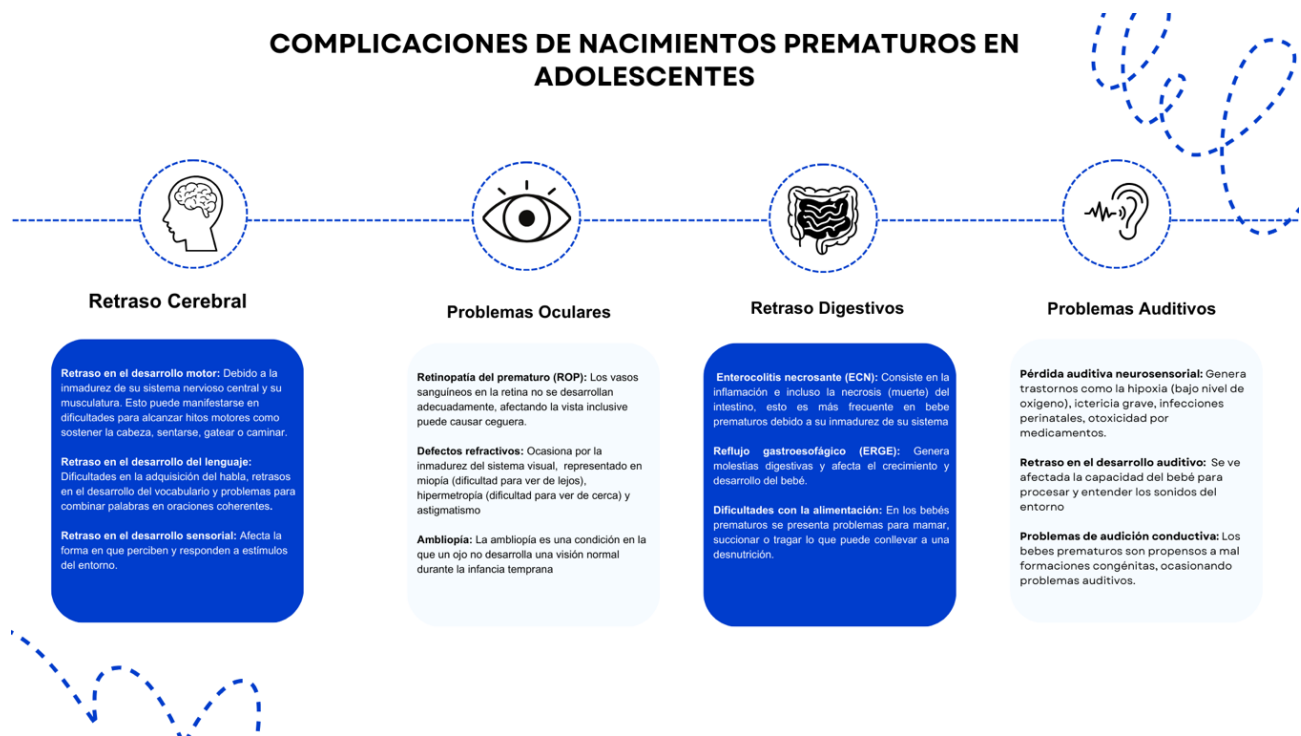 COMPLICACIONES DE NACIMIENTOS PREMATUROS EN
ADOLESCENTES
Retraso Cerebral
Retraso en el desarrollo motor: Debido a la
inmadurez de su sistema nervioso central y su
musculatura. Esto puede manifestarse en
dificultades para alcanzar hitos motores como
sostener la cabeza, sentarse, gatear o caminar.
Retraso en el desarrollo del lenguaje:
Dificultades en la adquisición del habla, retrasos
en el desarrollo del vocabulario y problemas para
combinar palabras en oraciones coherentes.
Retraso en el desarrollo sensorial: Afecta la
forma en que perciben y responden a estímulos
del entorno.
Problemas Oculares
Retinopatía del prematuro (ROP): Los vasos
sanguíneos en la retina no se desarrollan
adecuadamente, afectando la vista inclusive
puede causar ceguera.
Defectos refractivos: Ocasiona por la
inmadurez del sistema visual, representado en
miopía (dificultad para ver de lejos),
hipermetropía (dificultad para ver de cerca) y
astigmatismo
Ambliopía: La ambliopía es una condición en la
que un ojo no desarrolla una visión normal
durante la infancia temprana
Retraso Digestivos
Enterocolitis necrosante (ECN): Consiste en la
inflamación e incluso la necrosis (muerte) del
intestino, esto es más frecuente en bebe
prematuros debido a su inmadurez de su sistema
Reflujo gastroesofágico (ERGE): Genera
molestias digestivas y afecta el crecimiento y
desarrollo del bebé.
Dificultades con la alimentación: En los bebés
prematuros se presenta problemas para mamar,
succionar o tragar lo que puede conllevar a una
desnutrición.
Problemas Auditivos
Pérdida auditiva neurosensorial: Genera
trastornos como la hipoxia (bajo nivel de
oxígeno), ictericia grave, infecciones
perinatales, otoxicidad por
medicamentos.
Retraso en el desarrollo auditivo: Se ve
afectada la capacidad del bebé para
procesar y entender los sonidos del
entorno
Problemas de audición conductiva: Los
bebes prematuros son propensos a mal
formaciones congénitas, ocasionando
problemas auditivos.